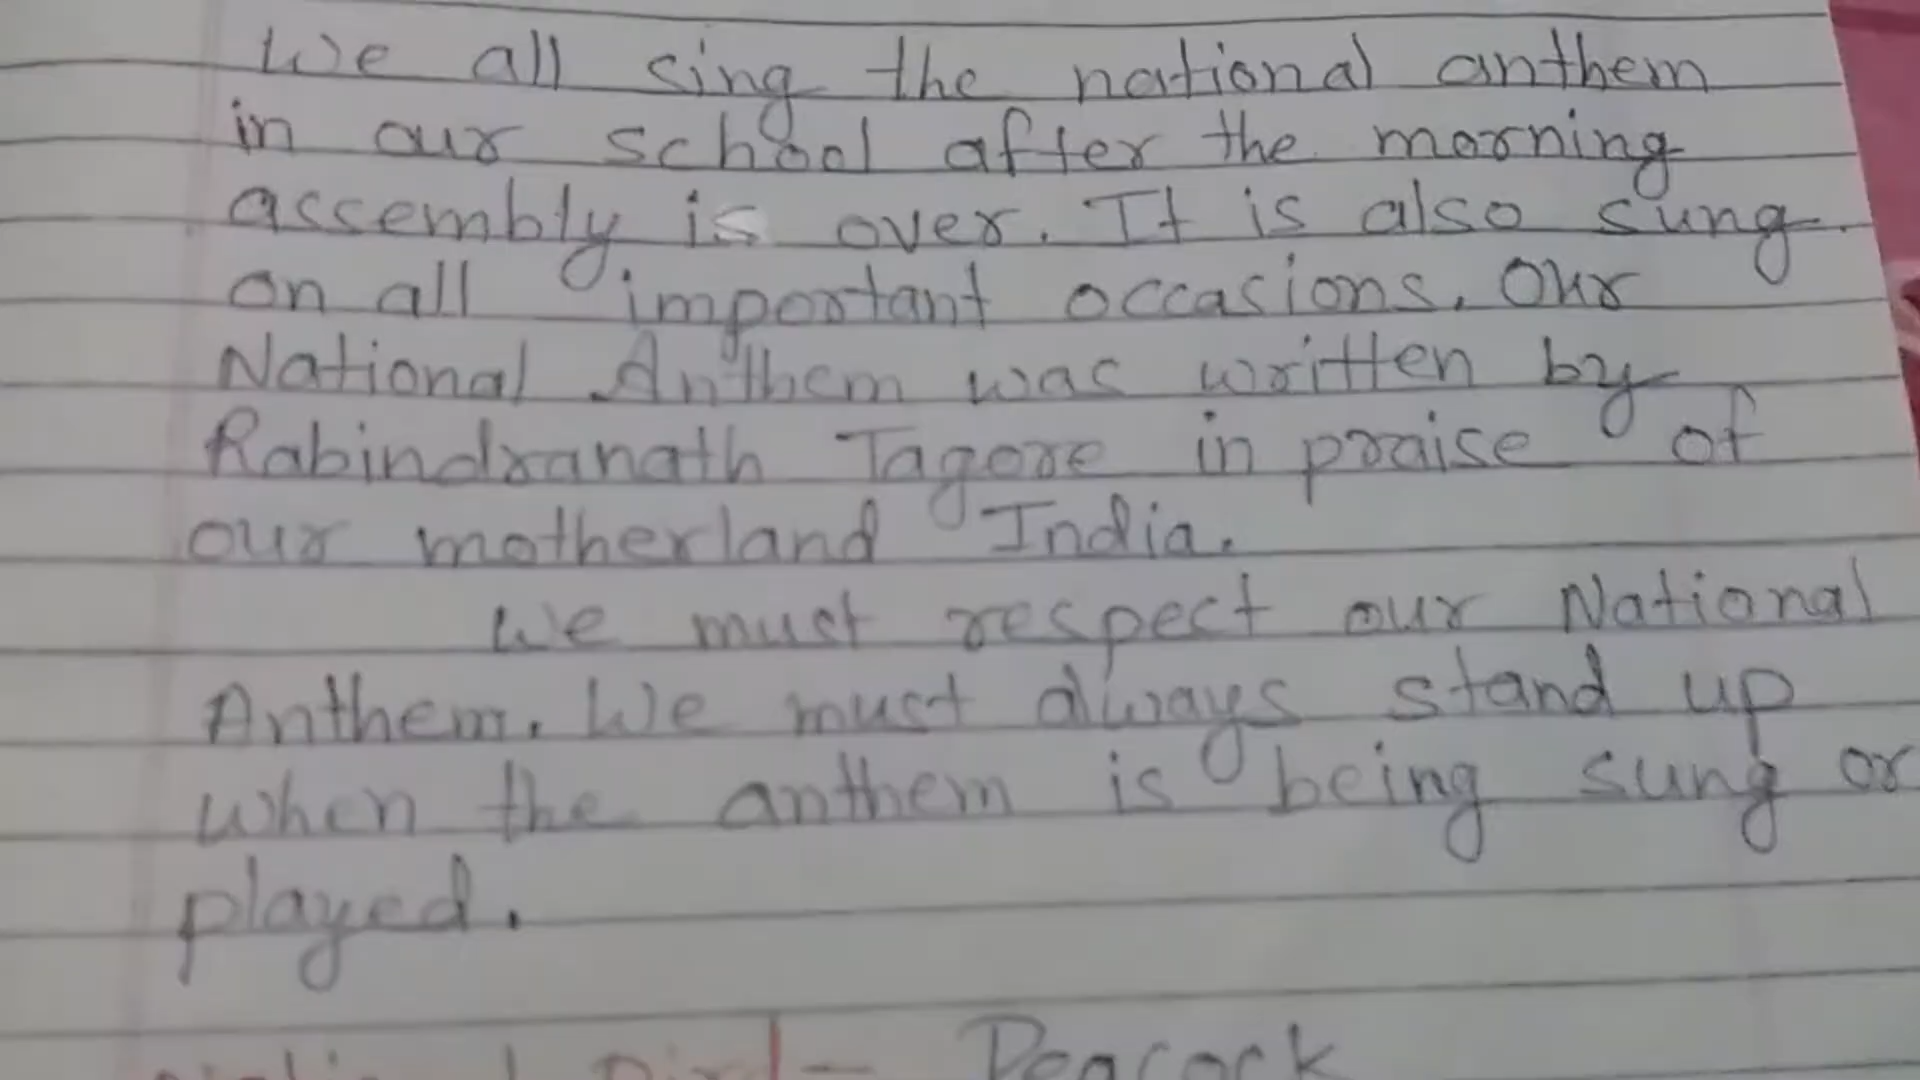 We all sing the national anthem
in our school after the morning
assembly is over. It is also sung
on all important occasions. Our
National Anthem was written by
Rabindranath Tagore in praise of
our motherland India.
We must respect our National
Anthem. We must always stand up
when the anthem is being sung or
played.
National Bird - Peacock